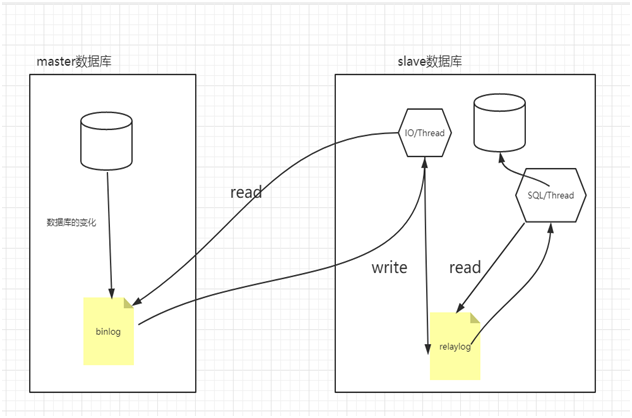 master数据库
slave数据库
IO/Thread
SQL/Thread
read
数据库的变化
write
read
binlog
relaylog